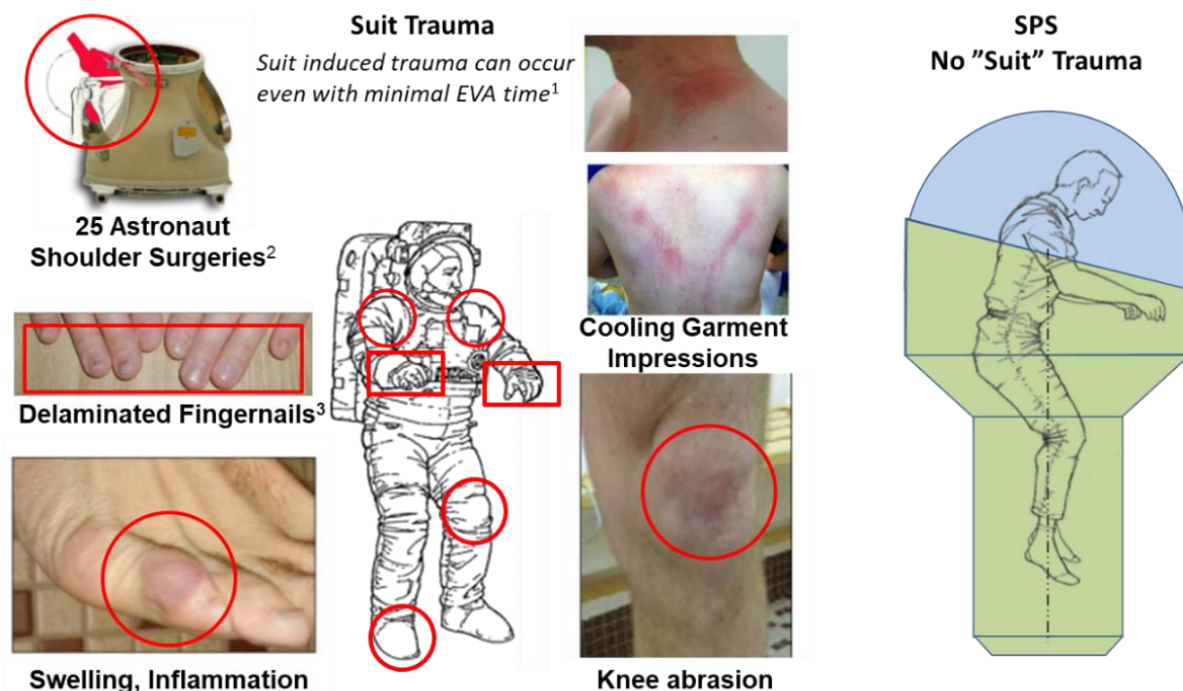 Suit Trauma
Suit induced trauma can occur
even with minimal EVA time¹
25 Astronaut
Shoulder Surgeries²
Delaminated Fingernails³
Swelling, Inflammation
Cooling Garment
Impressions
Knee abrasion
SPS
No ”Suit” Trauma